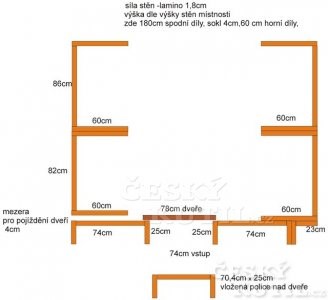 síla stěn -lamino 1,8cm
výška dle výšky stěn místnosti
zde 180cm spodní díly, sokl 4cm,60 cm horní díly,
86cm
60cm
60cm
82cm
ČESKÝ
KUTIL.cz
60cm
78cm dveře
60cm
mezera
pro pojíždění dveří
4cm
74cm
25cm
25cm
74cm
23cm
74cm vstup
70,4cm x 25cm
vložená police nad dveře